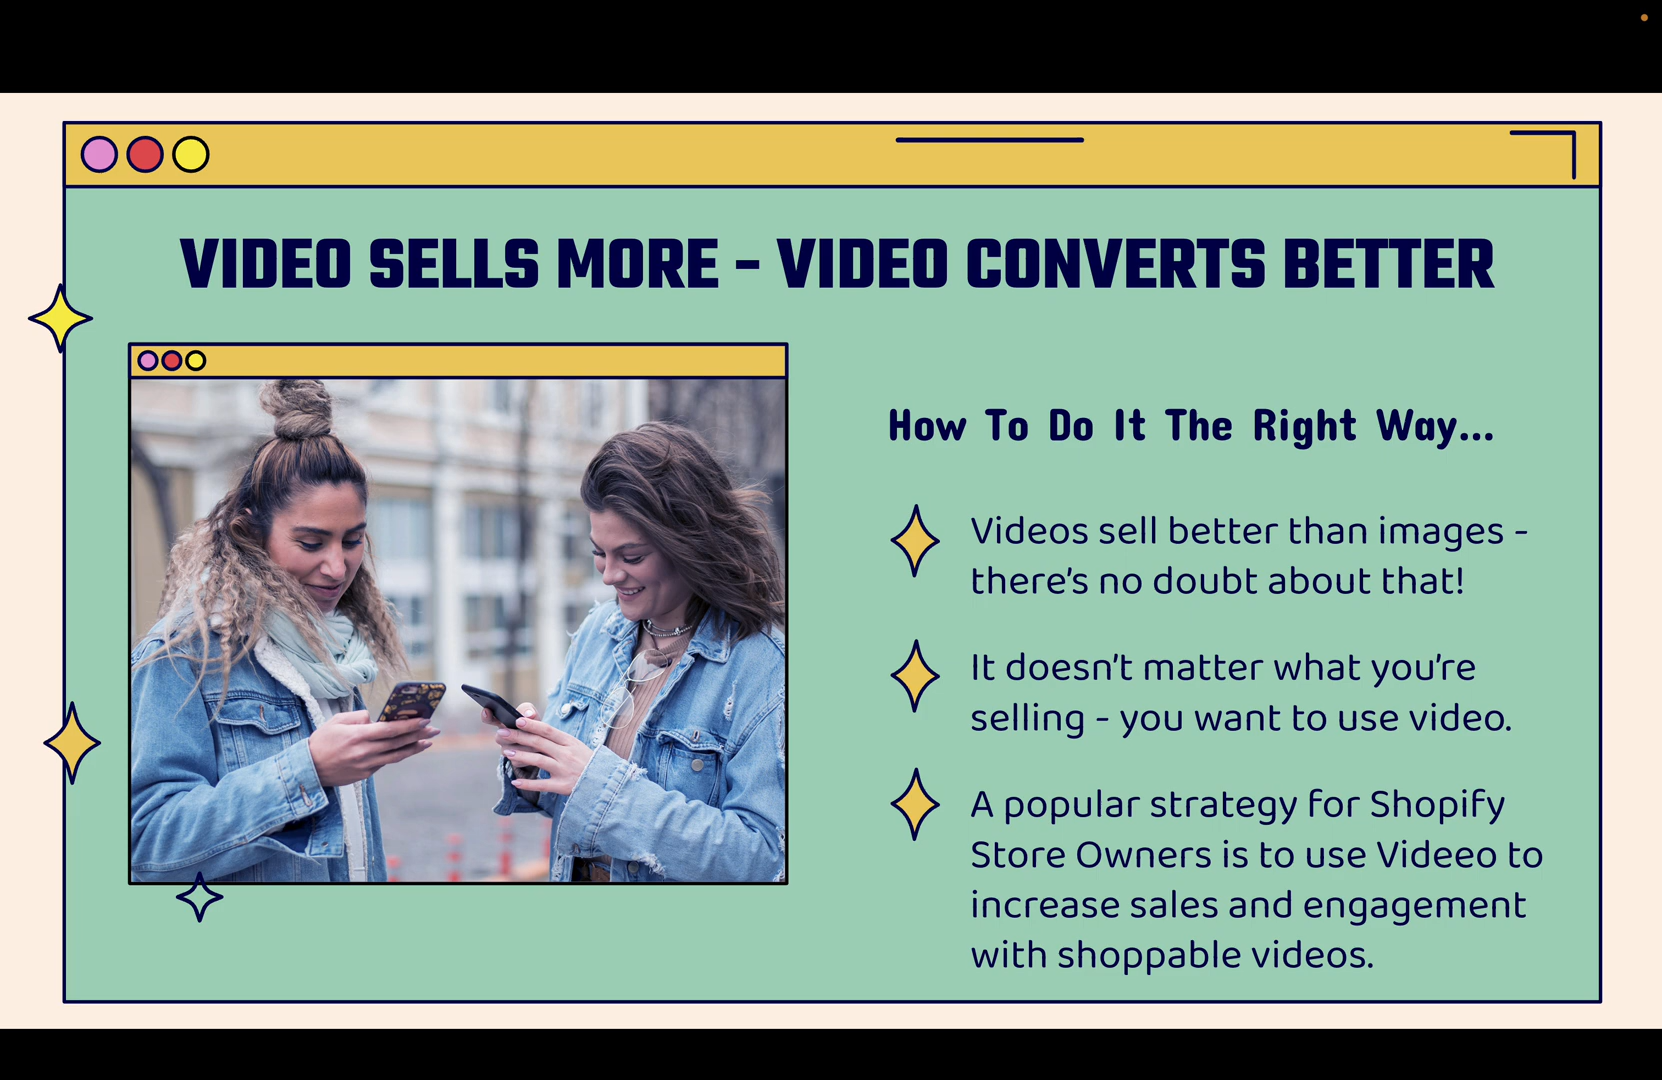 VIDEO SELLS MORE - VIDEO CONVERTS BETTER
How To Do It The Right Way...
Videos sell better than images -
there's no doubt about that!
It doesn't matter what you're
selling - you want to use video.
A popular strategy for Shopify
Store Owners is to use Videeo to
increase sales and engagement
with shoppable videos.